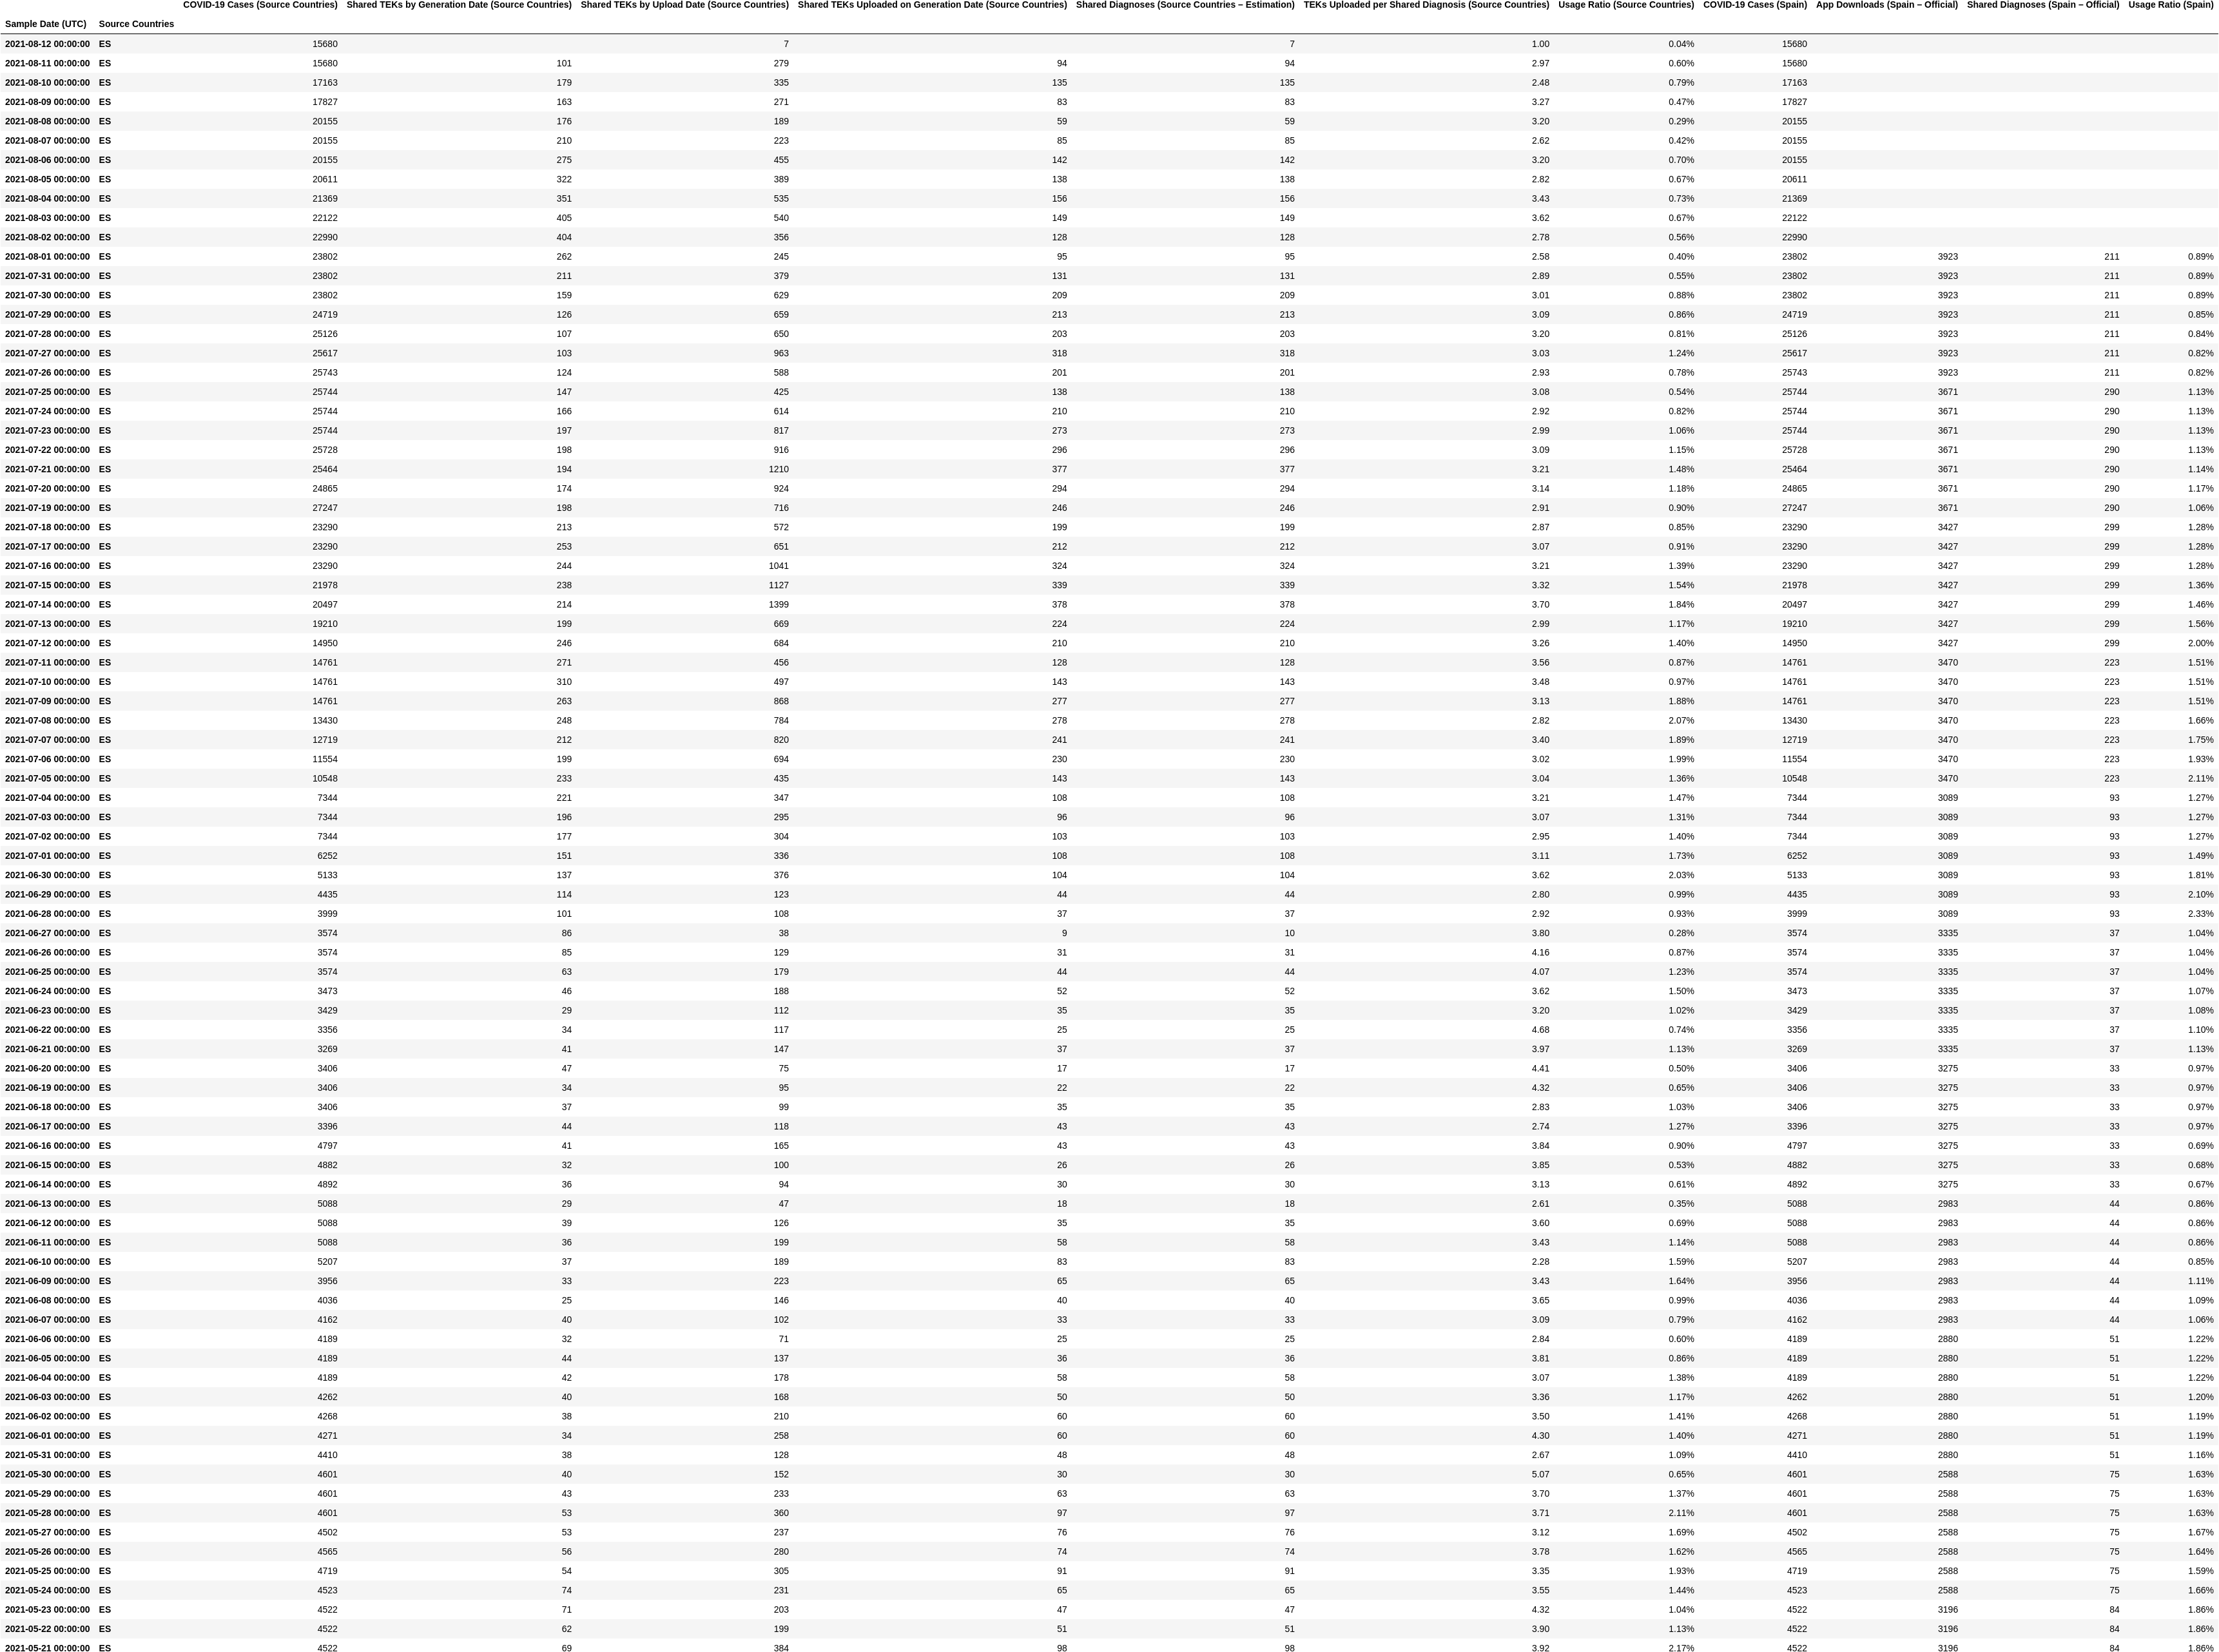 COVID-19 Cases (Source Countries) Shared TEKs by Generation Date (Source Countries) Shared TEKs by Upload Date (Source Countries) Shared TEKs Uploaded on Generation Date (Source Countries) Shared Diagnoses (Source Countries – Estimation) TEKs Uploaded per Shared Diagnosis (Source Countries) Usage Ratio (Source Countries) COVID-19 Cases (Spain) App Downloads (Spain – Official) Shared Diagnoses (Spain – Official) Usage Ratio (Spain)
Sample Date (UTC) Source Countries
2021-08-12 00:00:00 ES 15680 7 7 1.00 0.04% 15680
2021-08-11 00:00:00 ES 15680 101 279 94 94 2.97 0.60% 15680
2021-08-10 00:00:00 ES 17163 179 335 135 135 2.48 0.79% 17163
2021-08-09 00:00:00 ES 17827 163 271 83 83 3.27 0.47% 17827
2021-08-08 00:00:00 ES 20155 176 189 59 59 3.20 0.29% 20155
2021-08-07 00:00:00 ES 20155 210 223 85 85 2.62 0.42% 20155
2021-08-06 00:00:00 ES 20155 275 455 142 142 3.20 0.70% 20155
2021-08-05 00:00:00 ES 20611 322 389 138 138 2.82 0.67% 20611
2021-08-04 00:00:00 ES 21369 351 535 156 156 3.43 0.73% 21369
2021-08-03 00:00:00 ES 22122 405 540 149 149 3.62 0.67% 22122
2021-08-02 00:00:00 ES 22990 404 356 128 128 2.78 0.56% 22990
2021-08-01 00:00:00 ES 23802 262 245 95 95 2.58 0.40% 23802 3923 211 0.89%
2021-07-31 00:00:00 ES 23802 211 379 131 131 2.89 0.55% 23802 3923 211 0.89%
2021-07-30 00:00:00 ES 23802 159 629 209 209 3.01 0.88% 23802 3923 211 0.89%
2021-07-29 00:00:00 ES 24719 126 659 213 213 3.09 0.86% 24719 3923 211 0.85%
2021-07-28 00:00:00 ES 25126 107 650 203 203 3.20 0.81% 25126 3923 211 0.84%
2021-07-27 00:00:00 ES 25617 103 963 318 318 3.03 1.24% 25617 3923 211 0.82%
2021-07-26 00:00:00 ES 25743 124 588 201 201 2.93 0.78% 25743 3923 211 0.82%
2021-07-25 00:00:00 ES 25744 147 425 138 138 3.08 0.54% 25744 3671 290 1.13%
2021-07-24 00:00:00 ES 25744 166 614 210 210 2.92 0.82% 25744 3671 290 1.13%
2021-07-23 00:00:00 ES 25744 197 817 273 273 2.99 1.06% 25744 3671 290 1.13%
2021-07-22 00:00:00 ES 25728 198 916 296 296 3.09 1.15% 25728 3671 290 1.13%
2021-07-21 00:00:00 ES 25464 194 1210 377 377 3.21 1.48% 25464 3671 290 1.14%
2021-07-20 00:00:00 ES 24865 174 924 294 294 3.14 1.18% 24865 3671 290 1.17%
2021-07-19 00:00:00 ES 27247 198 716 246 246 2.91 0.90% 27247 3671 290 1.06%
2021-07-18 00:00:00 ES 23290 213 572 199 199 2.87 0.85% 23290 3427 299 1.28%
2021-07-17 00:00:00 ES 23290 253 651 212 212 3.07 0.91% 23290 3427 299 1.28%
2021-07-16 00:00:00 ES 23290 244 1041 324 324 3.21 1.39% 23290 3427 299 1.28%
2021-07-15 00:00:00 ES 21978 238 1127 339 339 3.32 1.54% 21978 3427 299 1.36%
2021-07-14 00:00:00 ES 20497 214 1399 378 378 3.70 1.84% 20497 3427 299 1.46%
2021-07-13 00:00:00 ES 19210 199 669 224 224 2.99 1.17% 19210 3427 299 1.56%
2021-07-12 00:00:00 ES 14950 246 684 210 210 3.26 1.40% 14950 3427 299 2.00%
2021-07-11 00:00:00 ES 14761 271 456 128 128 3.56 0.87% 14761 3470 223 1.51%
2021-07-10 00:00:00 ES 14761 310 497 143 143 3.48 0.97% 14761 3470 223 1.51%
2021-07-09 00:00:00 ES 14761 263 868 277 277 3.13 1.88% 14761 3470 223 1.51%
2021-07-08 00:00:00 ES 13430 248 784 278 278 2.82 2.07% 13430 3470 223 1.66%
2021-07-07 00:00:00 ES 12719 212 820 241 241 3.40 1.89% 12719 3470 223 1.75%
2021-07-06 00:00:00 ES 11554 199 694 230 230 3.02 1.99% 11554 3470 223 1.93%
2021-07-05 00:00:00 ES 10548 233 435 143 143 3.04 1.36% 10548 3470 223 2.11%
2021-07-04 00:00:00 ES 7344 221 347 108 108 3.21 1.47% 7344 3089 93 1.27%
2021-07-03 00:00:00 ES 7344 196 295 96 96 3.07 1.31% 7344 3089 93 1.27%
2021-07-02 00:00:00 ES 7344 177 304 103 103 2.95 1.40% 7344 3089 93 1.27%
2021-07-01 00:00:00 ES 6252 151 336 108 108 3.11 1.73% 6252 3089 93 1.49%
2021-06-30 00:00:00 ES 5133 137 376 104 104 3.62 2.03% 5133 3089 93 1.81%
2021-06-29 00:00:00 ES 4435 114 123 44 44 2.80 0.99% 4435 3089 93 2.10%
2021-06-28 00:00:00 ES 3999 101 108 37 37 2.92 0.93% 3999 3089 93 2.33%
2021-06-27 00:00:00 ES 3574 86 38 9 10 3.80 0.28% 3574 3335 37 1.04%
2021-06-26 00:00:00 ES 3574 85 129 31 31 4.16 0.87% 3574 3335 37 1.04%
2021-06-25 00:00:00 ES 3574 63 179 44 44 4.07 1.23% 3574 3335 37 1.04%
2021-06-24 00:00:00 ES 3473 46 188 52 52 3.62 1.50% 3473 3335 37 1.07%
2021-06-23 00:00:00 ES 3429 29 112 35 35 3.20 1.02% 3429 3335 37 1.08%
2021-06-22 00:00:00 ES 3356 34 117 25 25 4.68 0.74% 3356 3335 37 1.10%
2021-06-21 00:00:00 ES 3269 41 147 37 37 3.97 1.13% 3269 3335 37 1.13%
2021-06-20 00:00:00 ES 3406 47 75 17 17 4.41 0.50% 3406 3275 33 0.97%
2021-06-19 00:00:00 ES 3406 34 95 22 22 4.32 0.65% 3406 3275 33 0.97%
2021-06-18 00:00:00 ES 3406 37 99 35 35 2.83 1.03% 3406 3275 33 0.97%
2021-06-17 00:00:00 ES 3396 44 118 43 43 2.74 1.27% 3396 3275 33 0.97%
2021-06-16 00:00:00 ES 4797 41 165 43 43 3.84 0.90% 4797 3275 33 0.69%
2021-06-15 00:00:00 ES 4882 32 100 26 26 3.85 0.53% 4882 3275 33 0.68%
2021-06-14 00:00:00 ES 4892 36 94 30 30 3.13 0.61% 4892 3275 33 0.67%
2021-06-13 00:00:00 ES 5088 29 47 18 18 2.61 0.35% 5088 2983 44 0.86%
2021-06-12 00:00:00 ES 5088 39 126 35 35 3.60 0.69% 5088 2983 44 0.86%
2021-06-11 00:00:00 ES 5088 36 199 58 58 3.43 1.14% 5088 2983 44 0.86%
2021-06-10 00:00:00 ES 5207 37 189 83 83 2.28 1.59% 5207 2983 44 0.85%
2021-06-09 00:00:00 ES 3956 33 223 65 65 3.43 1.64% 3956 2983 44 1.11%
2021-06-08 00:00:00 ES 4036 25 146 40 40 3.65 0.99% 4036 2983 44 1.09%
2021-06-07 00:00:00 ES 4162 40 102 33 33 3.09 0.79% 4162 2983 44 1.06%
2021-06-06 00:00:00 ES 4189 32 71 25 25 2.84 0.60% 4189 2880 51 1.22%
2021-06-05 00:00:00 ES 4189 44 137 36 36 3.81 0.86% 4189 2880 51 1.22%
2021-06-04 00:00:00 ES 4189 42 178 58 58 3.07 1.38% 4189 2880 51 1.22%
2021-06-03 00:00:00 ES 4262 40 168 50 50 3.36 1.17% 4262 2880 51 1.20%
2021-06-02 00:00:00 ES 4268 38 210 60 60 3.50 1.41% 4268 2880 51 1.19%
2021-06-01 00:00:00 ES 4271 34 258 60 60 4.30 1.40% 4271 2880 51 1.19%
2021-05-31 00:00:00 ES 4410 38 128 48 48 2.67 1.09% 4410 2880 51 1.16%
2021-05-30 00:00:00 ES 4601 40 152 30 30 5.07 0.65% 4601 2588 75 1.63%
2021-05-29 00:00:00 ES 4601 43 233 63 63 3.70 1.37% 4601 2588 75 1.63%
2021-05-28 00:00:00 ES 4601 53 360 97 97 3.71 2.11% 4601 2588 75 1.63%
2021-05-27 00:00:00 ES 4502 53 237 76 76 3.12 1.69% 4502 2588 75 1.67%
2021-05-26 00:00:00 ES 4565 56 280 74 74 3.78 1.62% 4565 2588 75 1.64%
2021-05-25 00:00:00 ES 4719 54 305 91 91 3.35 1.93% 4719 2588 75 1.59%
2021-05-24 00:00:00 ES 4523 74 231 65 65 3.55 1.44% 4523 2588 75 1.66%
2021-05-23 00:00:00 ES 4522 71 203 47 47 4.32 1.04% 4522 3196 84 1.86%
2021-05-22 00:00:00 ES 4522 62 199 51 51 3.90 1.13% 4522 3196 84 1.86%
2021-05-21 00:00:00 ES 4522 69 384 98 98 3.92 2.17% 4522 3196 84 1.86%